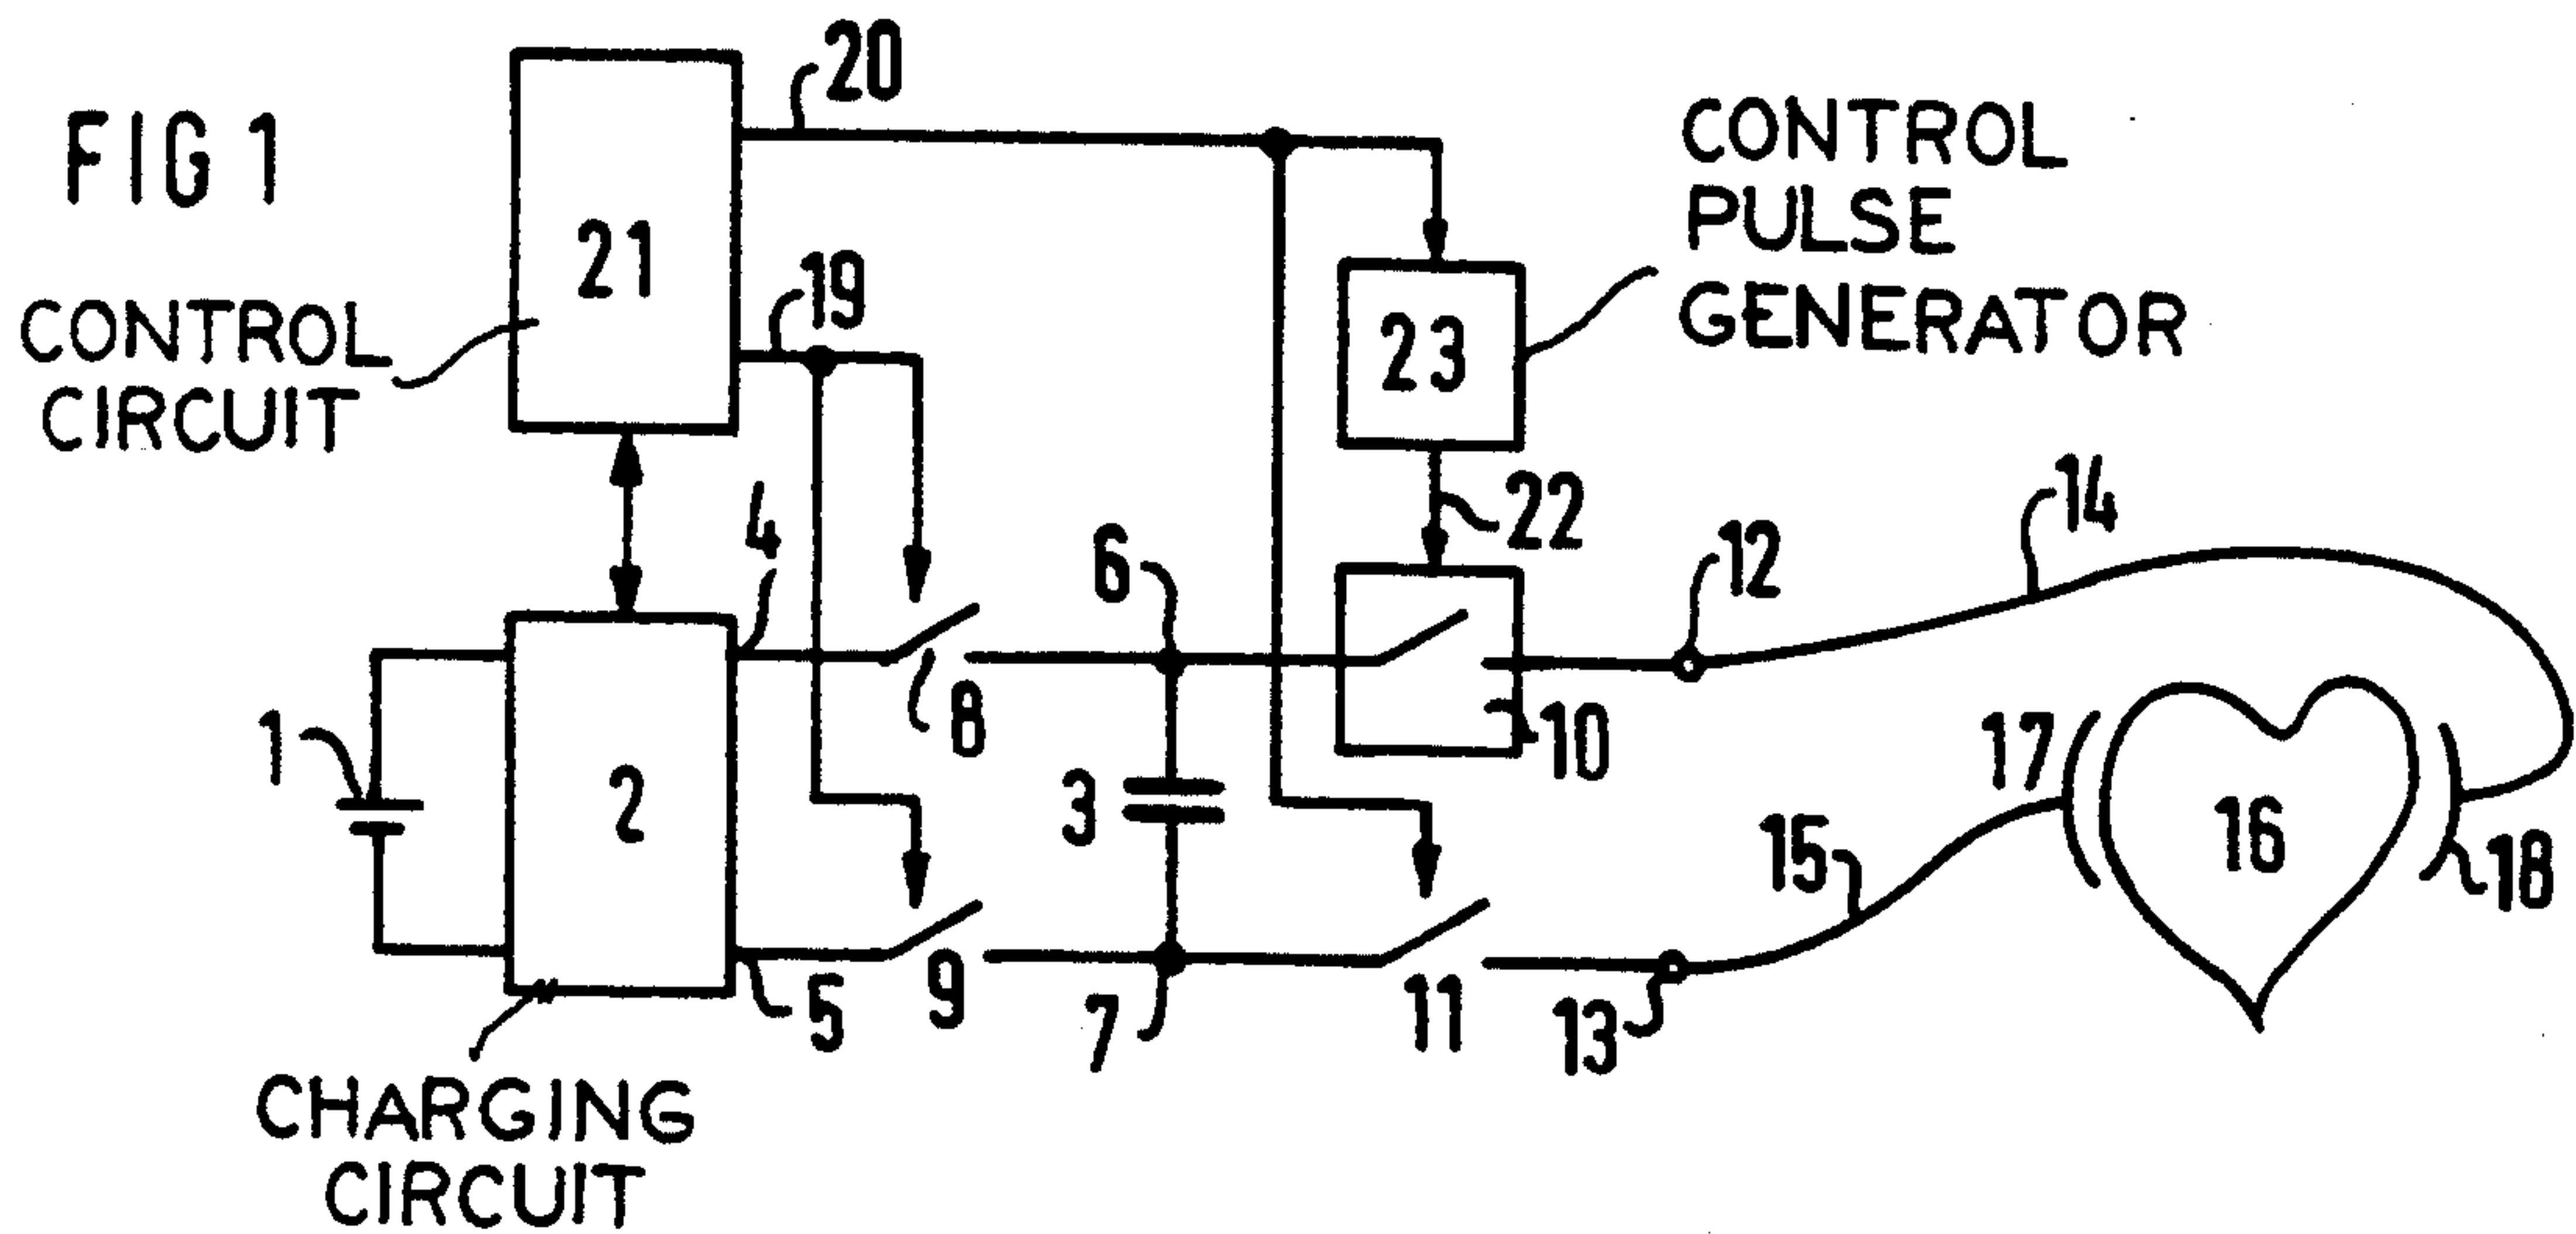 FIG 1
20
CONTROL
PULSE
GENERATOR
21
19
CONTROL
CIRCUIT
23
4
22
14
6
12
8
10
1
2
3
17
16
15
18
5
9
7
11
13
CHARGING
CIRCUIT